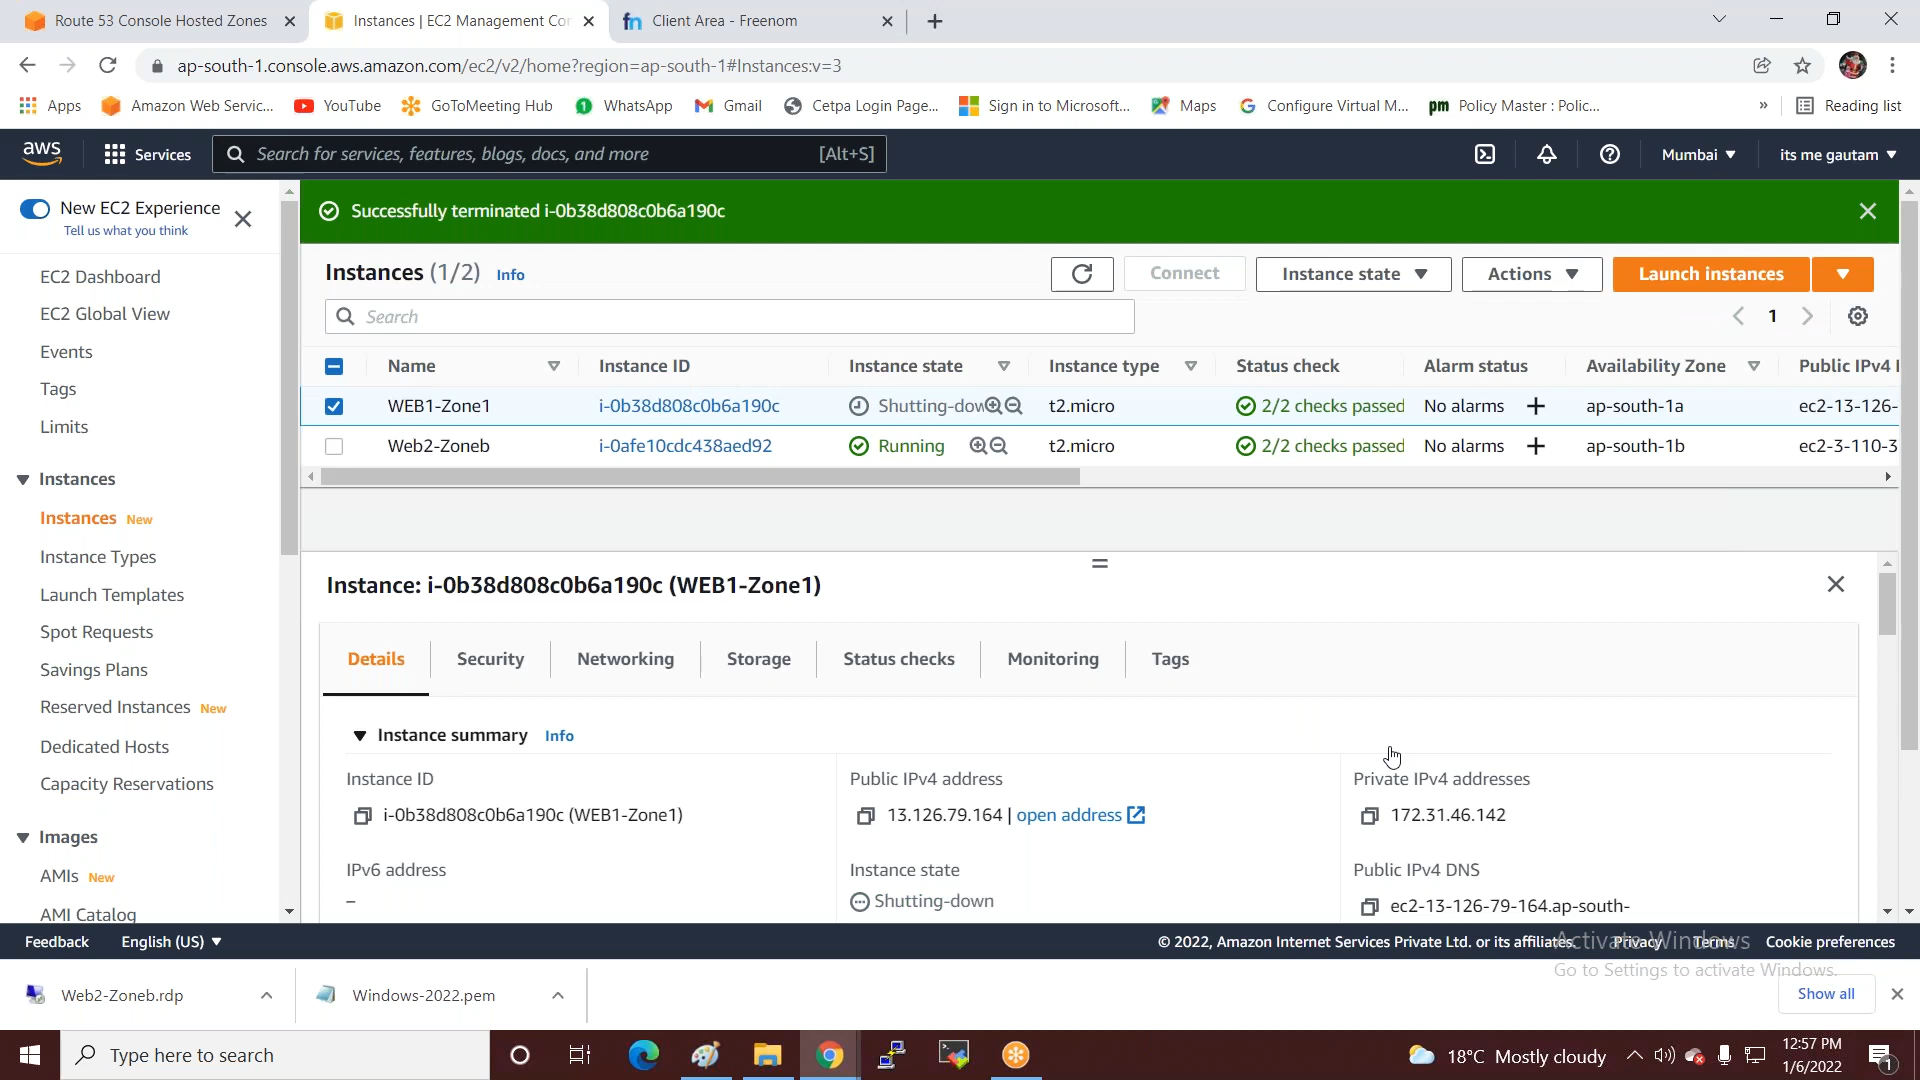 Route 53 Console Hosted Zones
Instances | EC2 Management Con
fn Client Area - Freenom
ap-south-1.console.aws.amazon.com/ec2/v2/home?region=ap-south-1#Instances:v=3
Apps
Amazon Web Servic...
YouTube
GoToMeeting Hub
1 WhatsApp
Gmail
Cetpa Login Page...
Sign in to Microsoft...
Maps
Configure Virtual M...
pm Policy Master : Polic...
»
Reading list
aws
Services
Search for services, features, blogs, docs, and more [Alt+S]
Mumbai
its me gautam
New EC2 Experience
Tell us what you think
EC2 Dashboard
EC2 Global View
Events
Tags
Limits
Instances
Instances New
Instance Types
Launch Templates
Spot Requests
Savings Plans
Reserved Instances New
Dedicated Hosts
Capacity Reservations
Images
AMIs New
AMI Catalog
Successfully terminated i-0b38d808c0b6a190c
Instances (1/2) Info
Connect
Instance state
Actions
Launch instances
Search
1
Name Instance ID Instance state Instance type Status check Alarm status Availability Zone Public IPv4 I
WEB1-Zone1 i-0b38d808c0b6a190c Shutting-dow t2.micro 2/2 checks passed No alarms + ap-south-1a ec2-13-126-
Web2-Zoneb i-0afe10cdc438aed92 Running t2.micro 2/2 checks passed No alarms + ap-south-1b ec2-3-110-3
Instance: i-0b38d808c0b6a190c (WEB1-Zone1)
Details Security Networking Storage Status checks Monitoring Tags
Instance summary Info
Instance ID
i-0b38d808c0b6a190c (WEB1-Zone1)
Public IPv4 address
13.126.79.164 | open address
Private IPv4 addresses
172.31.46.142
IPv6 address
–
Instance state
Shutting-down
Public IPv4 DNS
ec2-13-126-79-164.ap-south-
Feedback English (US)
© 2022, Amazon Internet Services Private Ltd. or its affiliates. Privacy Terms Cookie preferences
Activate Windows
Go to Settings to activate Windows.
Web2-Zoneb.rdp
Windows-2022.pem
Show all
Type here to search
18°C Mostly cloudy
12:57 PM
1/6/2022
1